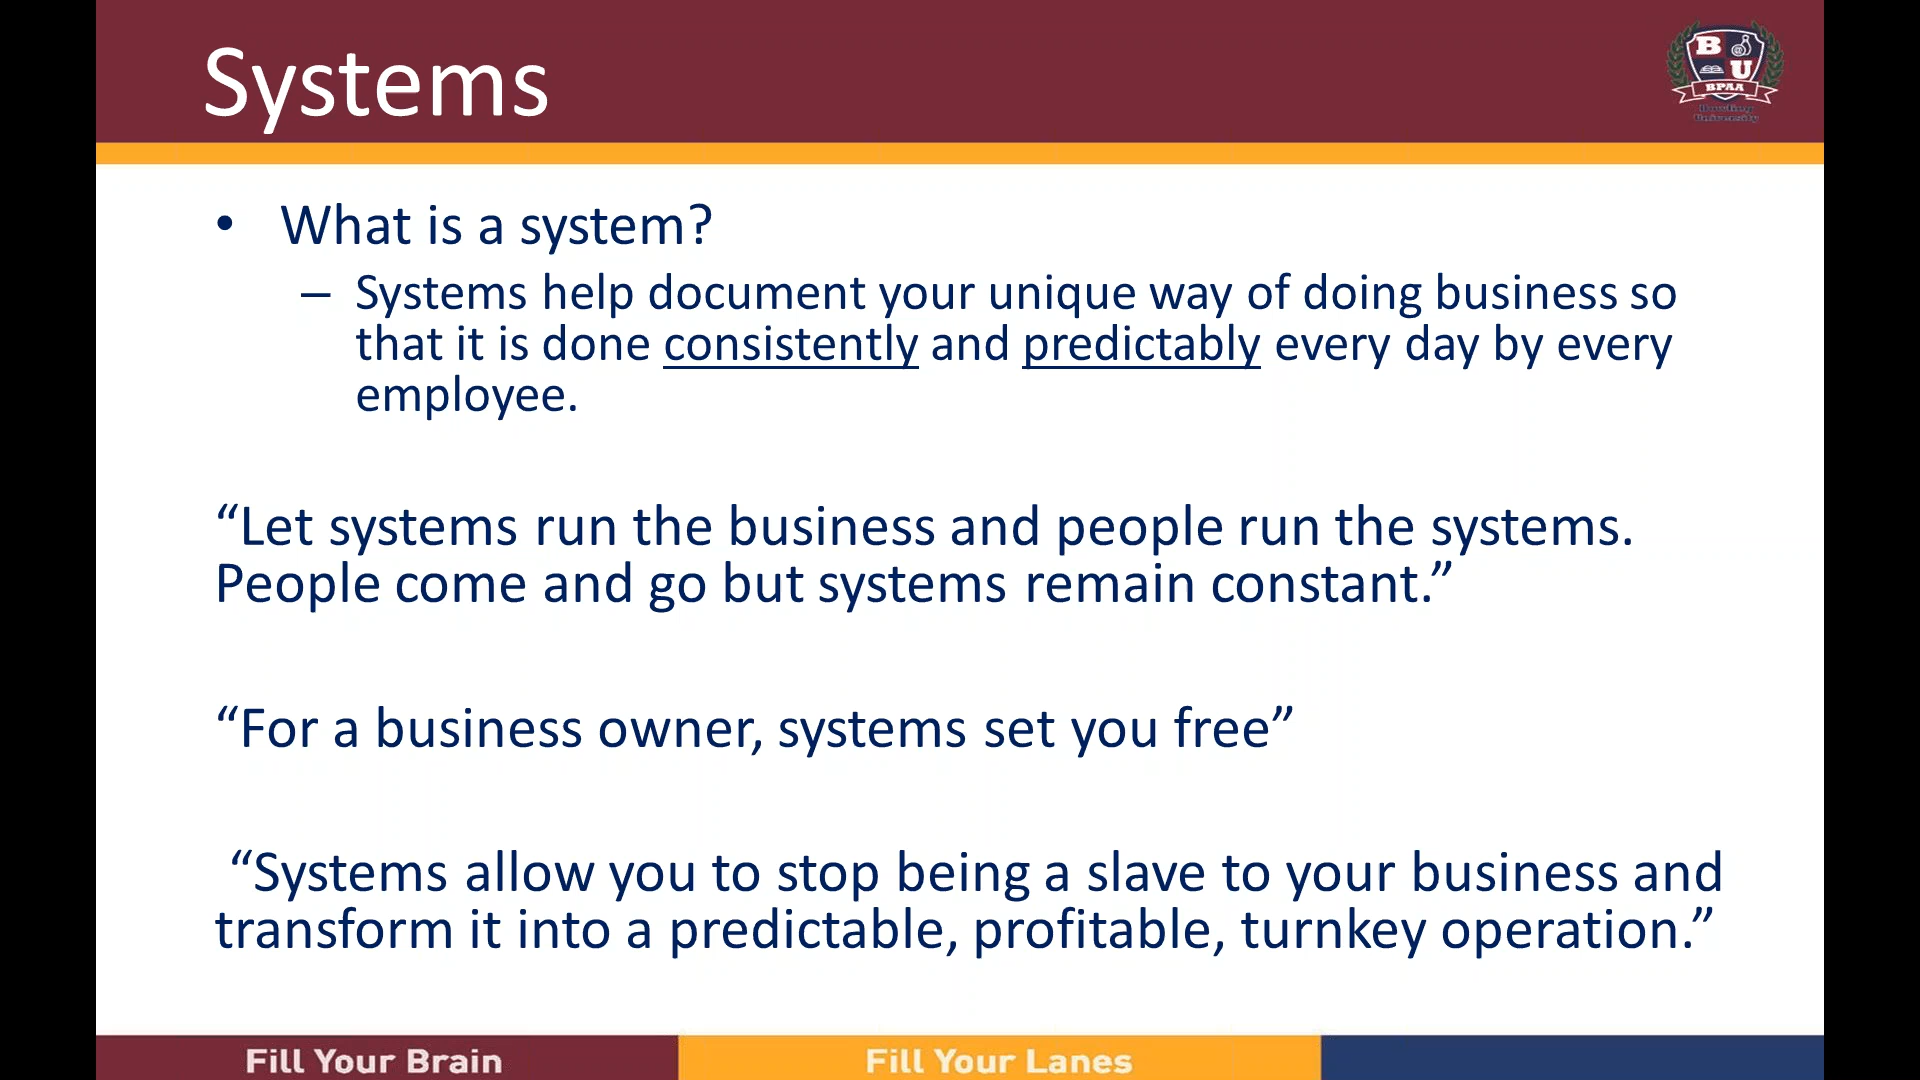 Systems
B
U
BPAA
Bowling
University
• What is a system?
– Systems help document your unique way of doing business so
that it is done consistently and predictably every day by every
employee.
“Let systems run the business and people run the systems.
People come and go but systems remain constant.”
“For a business owner, systems set you free”
“Systems allow you to stop being a slave to your business and
transform it into a predictable, profitable, turnkey operation.”
Fill Your Brain
Fill Your Lanes